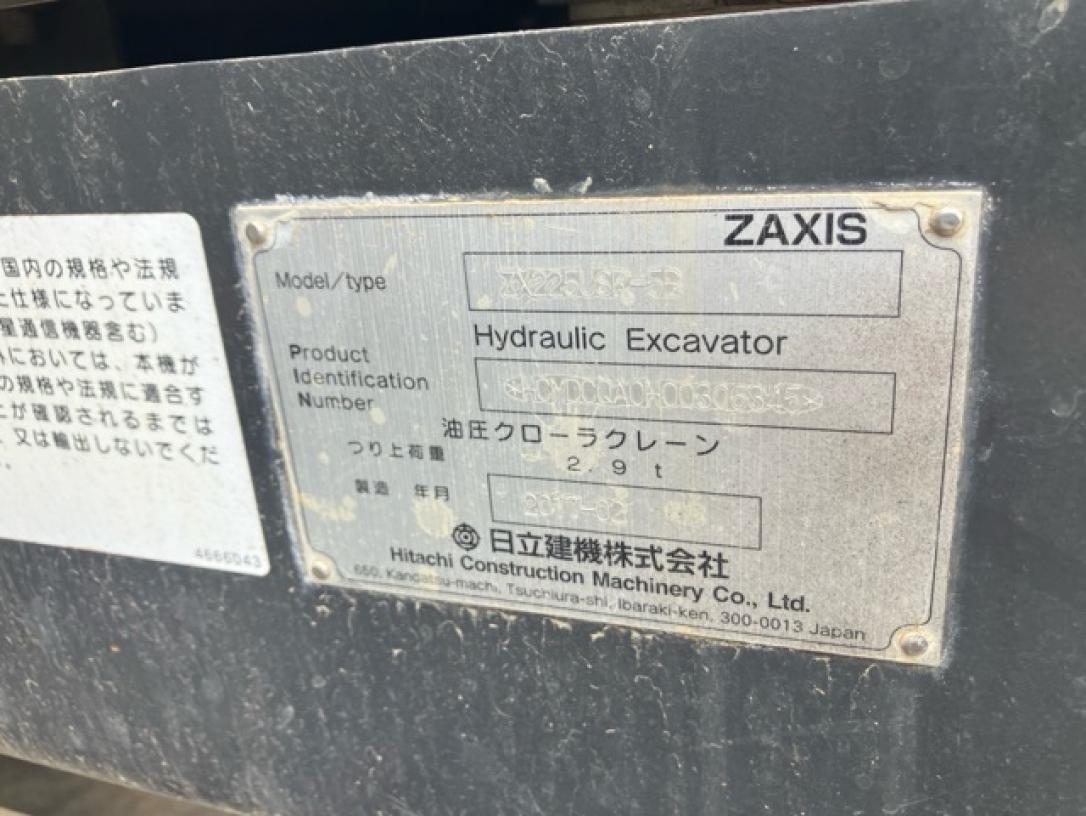 国内の規格や法規
仕様になっていま
星通信機器含む)
においては、本機が
の規格や法規に適合す
が確認されるまでは
、又は輸出しないでくだ
4666043
ZAXIS
Model/type
Hydraulic Excavator
Product
Identification
Number
油圧クローラクレーン
つり上荷重 2.9 t
製造 年月 2017-02
日立建機株式会社
Hitachi Construction Machinery Co., Ltd.
650, Kandatsu-machi, Tsuchiura-shi, Ibaraki-ken, 300-0013 Japan